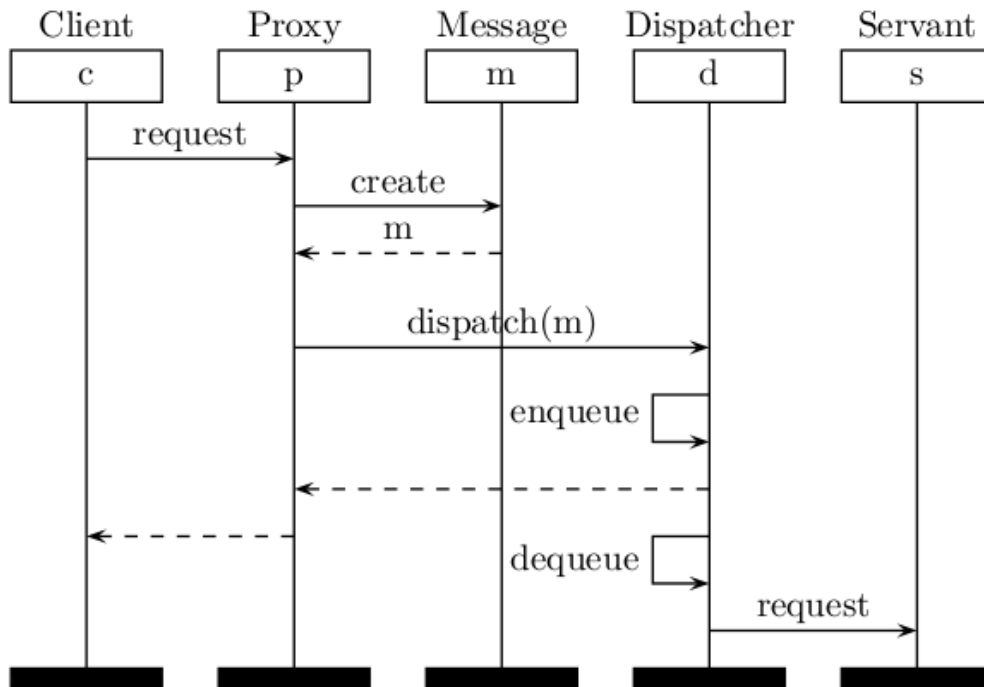 Client Proxy Message Dispatcher Servant
c p m d s
request
create
m
dispatch(m)
enqueue
dequeue
request